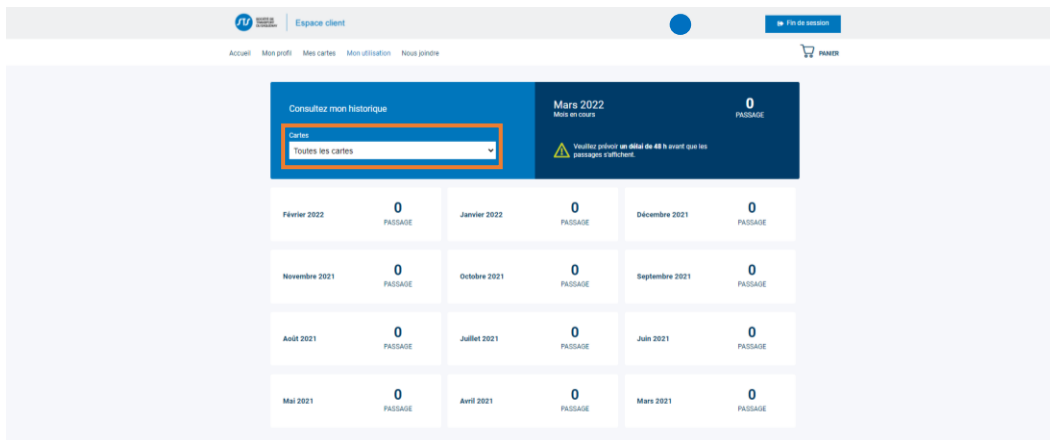 Espace client
Fin de session
Accueil Mon profil Mes cartes Mon utilisation Nous joindre
PANIER
Consultez mon historique
Cartes
Toutes les cartes
Mars 2022
Mois en cours
0
PASSAGE
Veuillez prévoir un délai de 48 h avant que les
passages s'affichent.
Février 2022
0
PASSAGE
Janvier 2022
0
PASSAGE
Décembre 2021
0
PASSAGE
Novembre 2021
0
PASSAGE
Octobre 2021
0
PASSAGE
Septembre 2021
0
PASSAGE
Août 2021
0
PASSAGE
Juillet 2021
0
PASSAGE
Juin 2021
0
PASSAGE
Mai 2021
0
PASSAGE
Avril 2021
0
PASSAGE
Mars 2021
0
PASSAGE